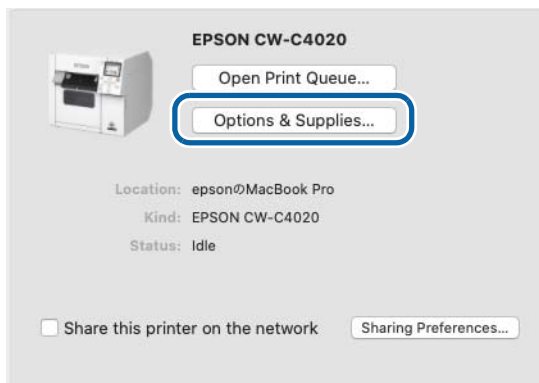 EPSON CW-C4020
Open Print Queue...
Options & Supplies...
Location: epsonのMacBook Pro
Kind: EPSON CW-C4020
Status: Idle
Share this printer on the network
Sharing Preferences...